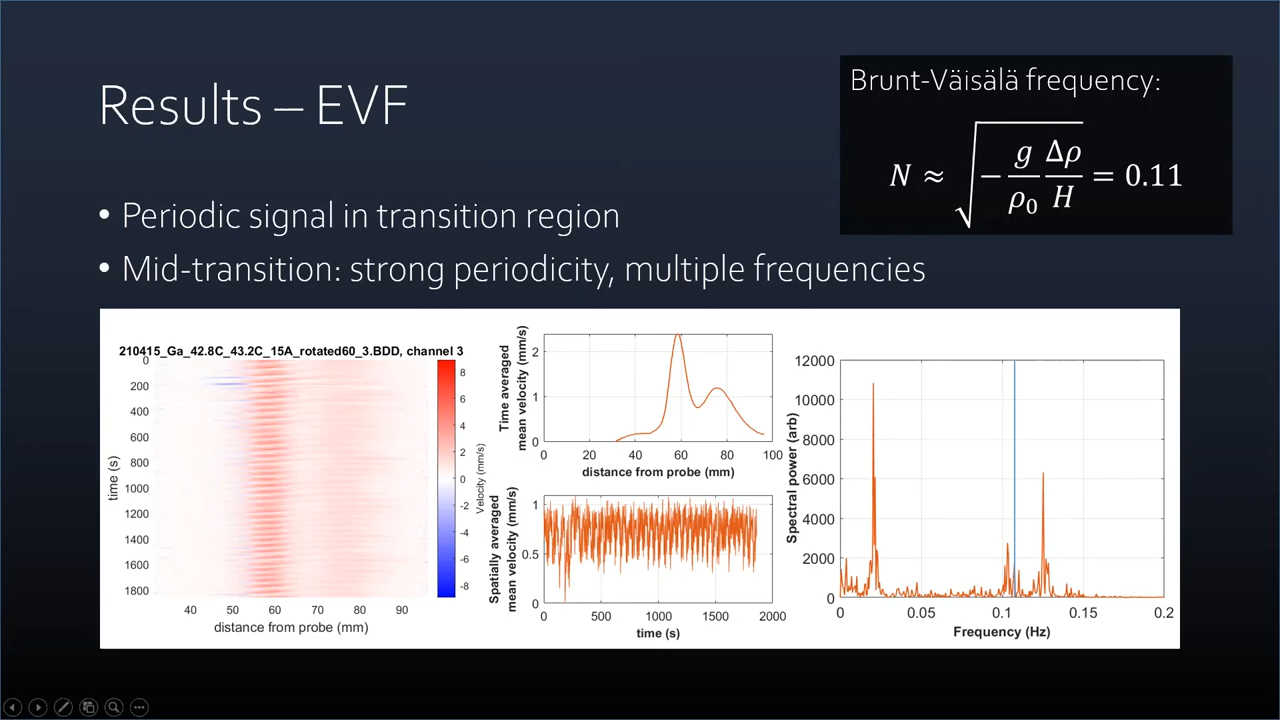 Results – EVF
Brunt-Väisälä frequency:
N ≈ √(− g/ρ₀ Δρ/H) = 0.11
• Periodic signal in transition region
• Mid-transition: strong periodicity, multiple frequencies
210415_Ga_42.8C_43.2C_15A_rotated60_3.BDD, channel 3
0
200
400
600
800
1000
1200
1400
1600
1800
time (s)
40 50 60 70 80 90
distance from probe (mm)
8
6
4
2
0
-2
-4
-6
-8
Velocity (mm/s)
Time averaged
mean velocity (mm/s)
2
1
0
0 20 40 60 80 100
distance from probe (mm)
Spatially averaged
mean velocity (mm/s)
1
0.5
0
0 500 1000 1500 2000
time (s)
Spectral power (arb)
12000
10000
8000
6000
4000
2000
0
0 0.05 0.1 0.15 0.2
Frequency (Hz)